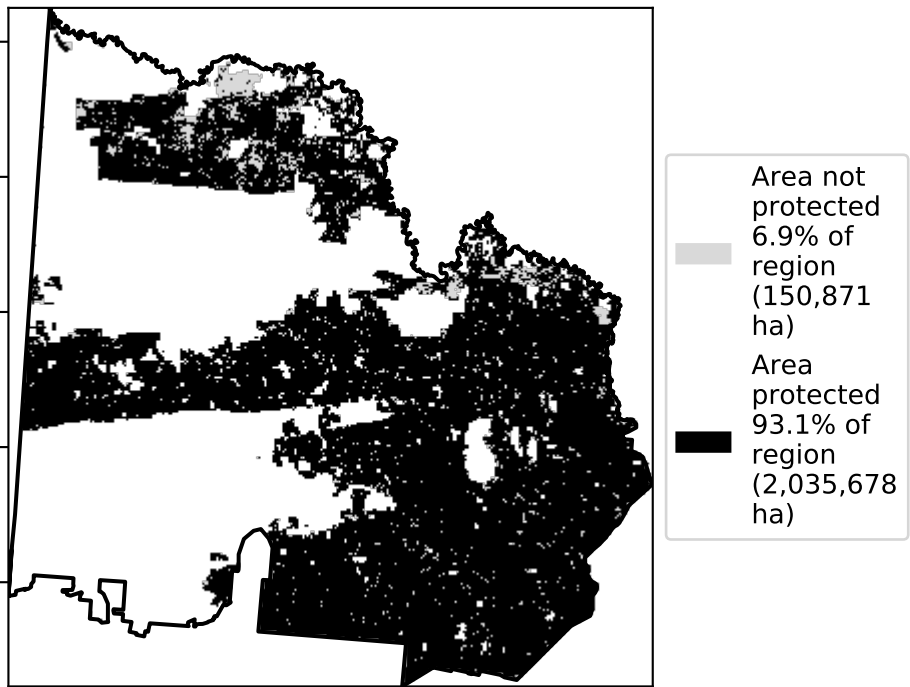 Area not
protected
6.9% of
region
(150,871
ha)
Area
protected
93.1% of
region
(2,035,678
ha)